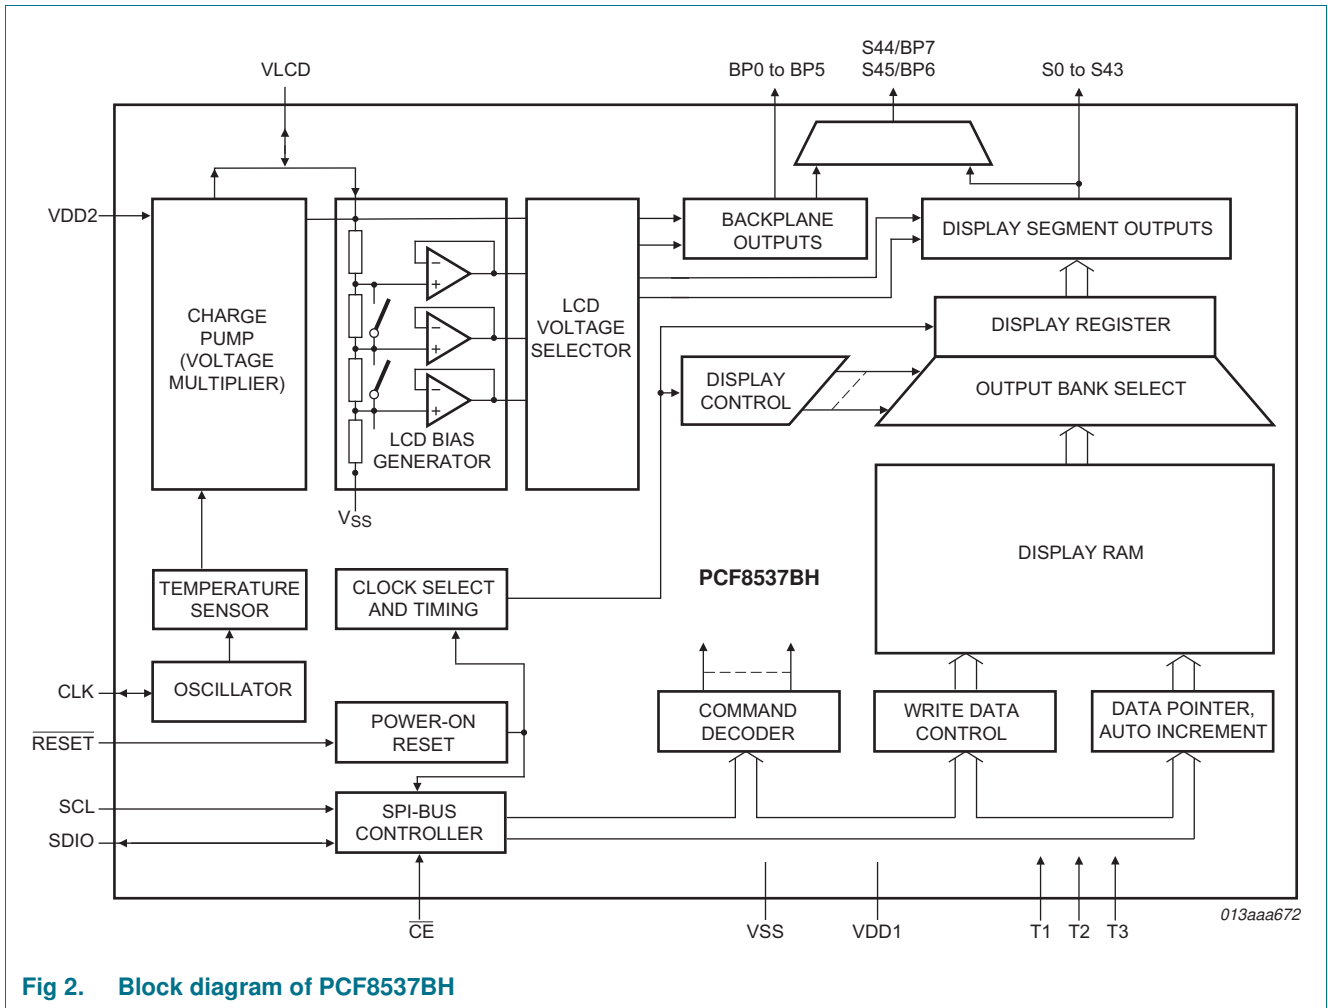 S44/BP7
VLCD
BP0 to BP5
S45/BP6
S0 to S43
VDD2
BACKPLANE
OUTPUTS
DISPLAY SEGMENT OUTPUTS
CHARGE
PUMP
(VOLTAGE
MULTIPLIER)
−
+
−
+
−
+
LCD BIAS
GENERATOR
VSS
LCD
VOLTAGE
SELECTOR
DISPLAY REGISTER
DISPLAY
CONTROL
OUTPUT BANK SELECT
DISPLAY RAM
TEMPERATURE
SENSOR
CLOCK SELECT
AND TIMING
PCF8537BH
CLK
OSCILLATOR
RESET
POWER-ON
RESET
COMMAND
DECODER
WRITE DATA
CONTROL
DATA POINTER,
AUTO INCREMENT
SCL
SDIO
SPI-BUS
CONTROLLER
CE
VSS
VDD1
T1
T2
T3
013aaa672
Fig 2. Block diagram of PCF8537BH